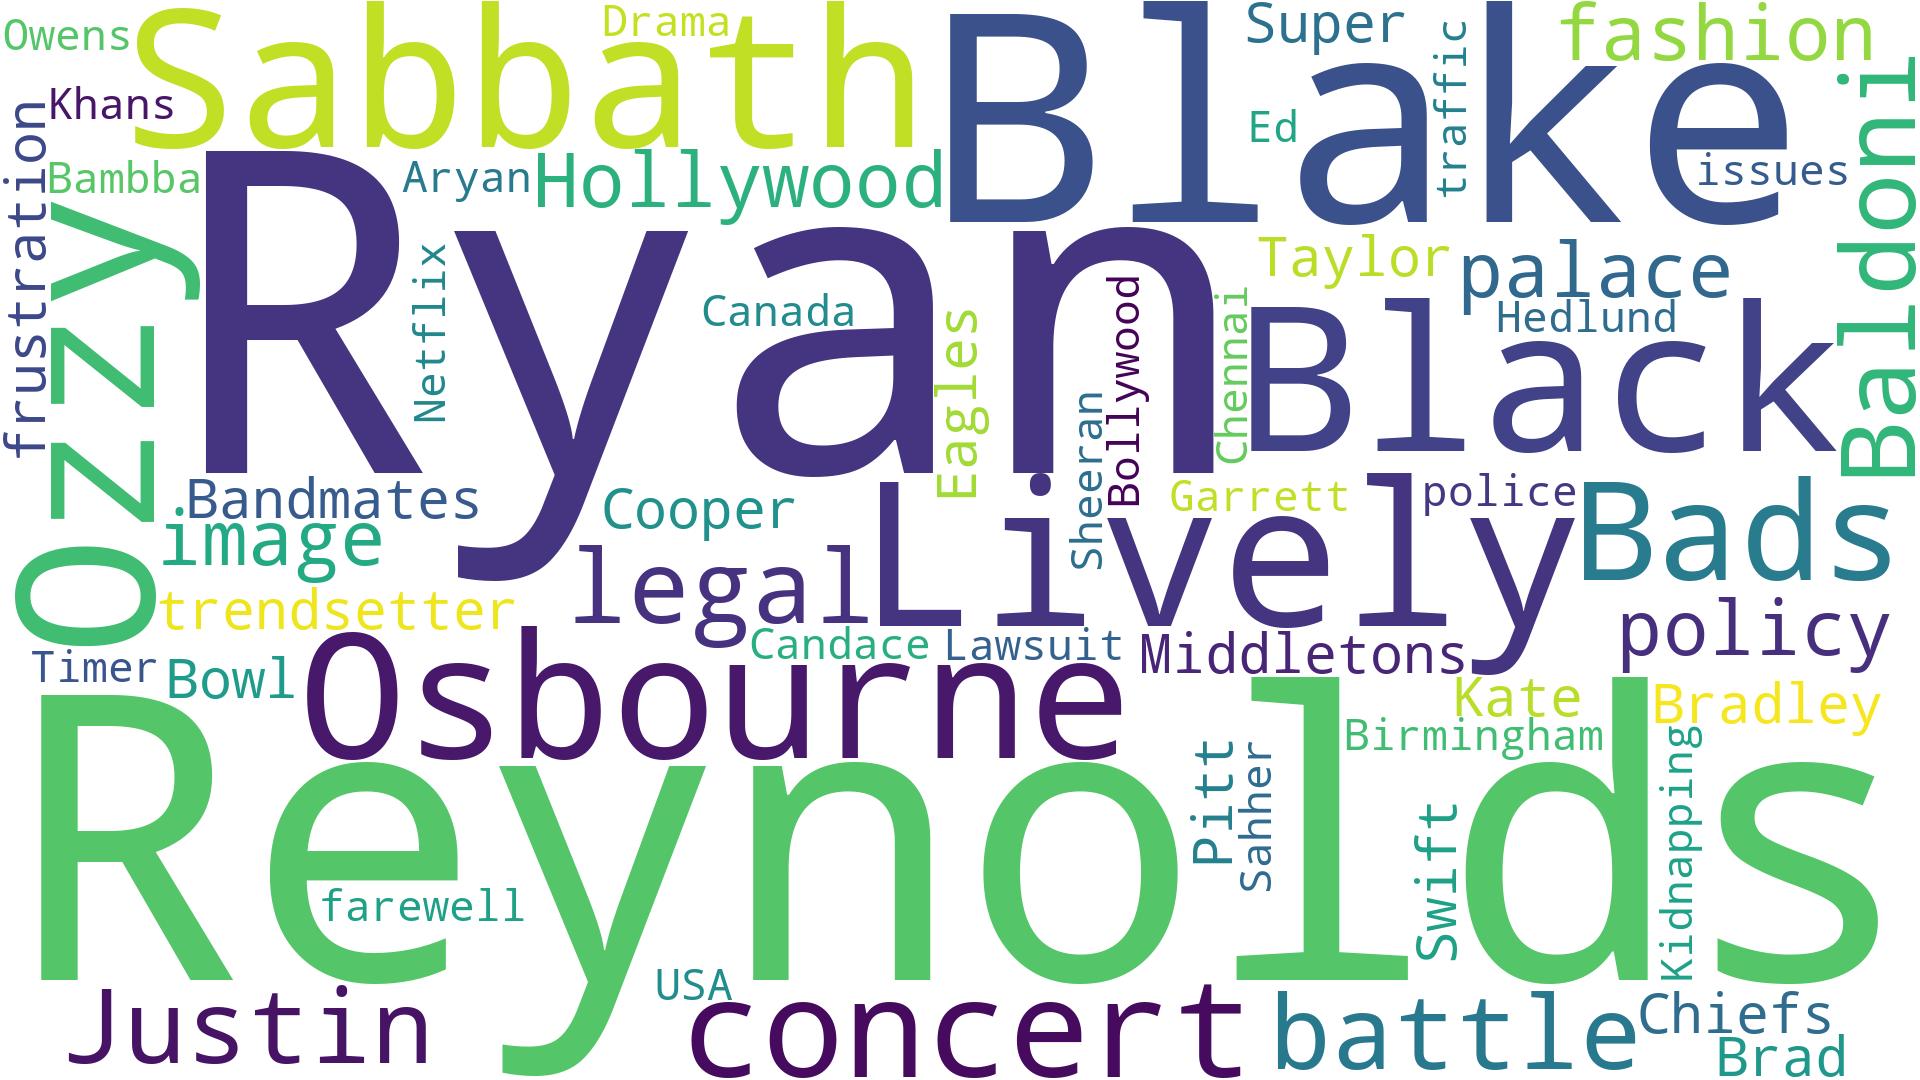 Owens
Sabbath
Drama
Blake
Super
traffic
fashion
Khans
Ed
Baldoni
frustration
Bambba
Aryan
Hollywood
issues
Ozzy
Ryan
Netflix
Canada
Eagles
Bollywood
Chennai
Taylor
palace
Hedlund
Black
Bandmates
image
Cooper
Sheeran
Lively
Garrett
police
Bads
trendsetter
legal
policy
Timer
Bowl
Osbourne
Candace
Lawsuit
Middletons
Kate
Bradley
Reynolds
Birmingham
Pitt
Sahher
Swift
Kidnapping
farewell
USA
Justin
concert
battle
Chiefs
Brad